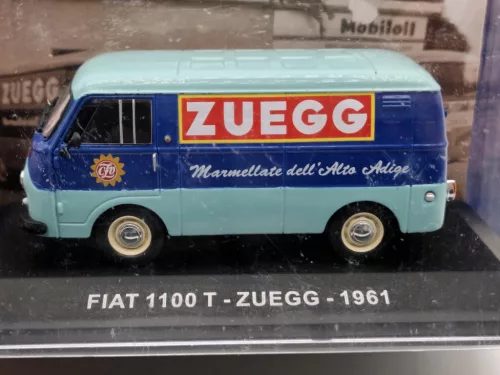 Mobiloil
ZUEGG
ZUEGG
Marmellate dell'Alto Adige
FIAT 1100 T - ZUEGG - 1961